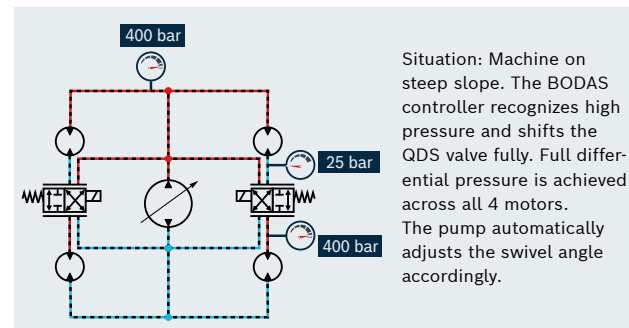 400 bar
25 bar
400 bar
Situation: Machine on
steep slope. The BODAS
controller recognizes high
pressure and shifts the
QDS valve fully. Full differ-
ential pressure is achieved
across all 4 motors.
The pump automatically
adjusts the swivel angle
accordingly.